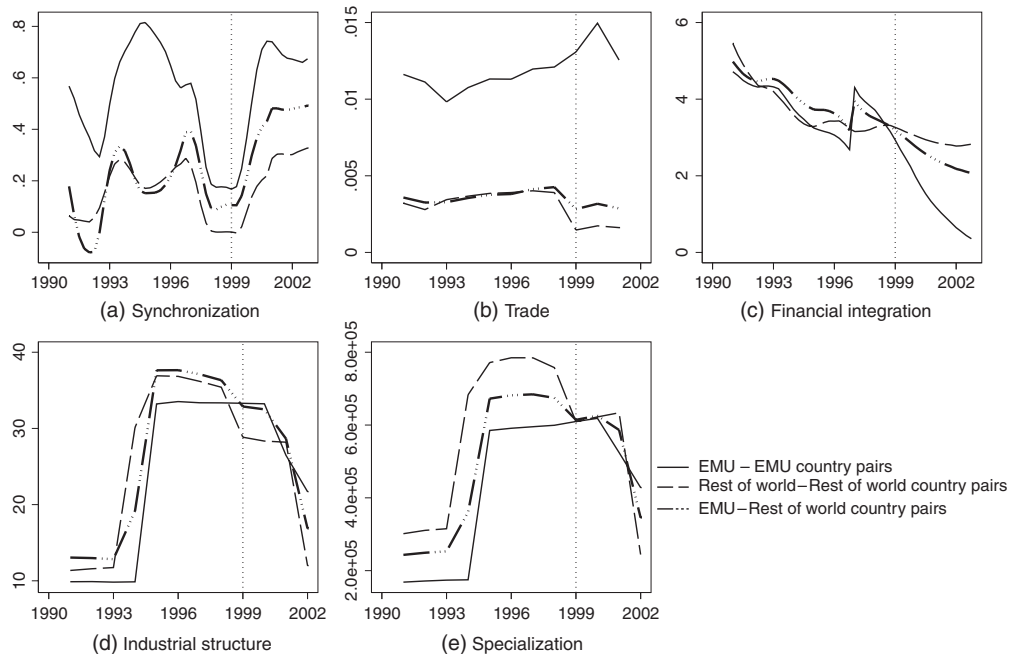 0 .2 .4 .6 .8
1990 1993 1996 1999 2002
(a) Synchronization
0 .005 .01 .015
1990 1993 1996 1999 2002
(b) Trade
0 2 4 6
1990 1993 1996 1999 2002
(c) Financial integration
10 20 30 40
1990 1993 1996 1999 2002
(d) Industrial structure
2.0e+05 4.0e+05 6.0e+05 8.0e+05
1990 1993 1996 1999 2002
(e) Specialization
EMU – EMU country pairs
Rest of world–Rest of world country pairs
EMU–Rest of world country pairs